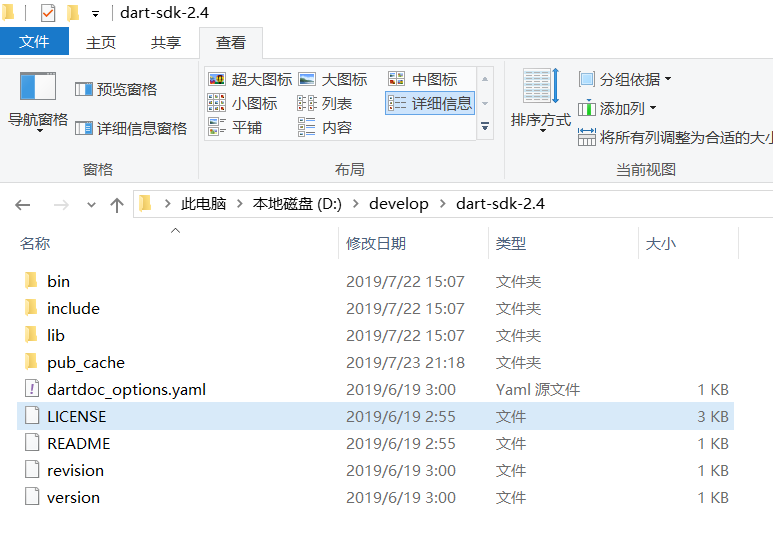 dart-sdk-2.4
文件 主页 共享 查看
导航窗格 预览窗格 详细信息窗格
窗格
超大图标 大图标 中图标
小图标 列表 详细信息
平铺 内容
布局
排序方式 分组依据
添加列
将所有列调整为合适的大小
当前视图
此电脑 本地磁盘 (D:) develop dart-sdk-2.4
名称 修改日期 类型 大小
bin 2019/7/22 15:07 文件夹
include 2019/7/22 15:07 文件夹
lib 2019/7/22 15:07 文件夹
pub_cache 2019/7/23 21:18 文件夹
dartdoc_options.yaml 2019/6/19 3:00 Yaml 源文件 1 KB
LICENSE 2019/6/19 2:55 文件 3 KB
README 2019/6/19 2:55 文件 1 KB
revision 2019/6/19 3:00 文件 1 KB
version 2019/6/19 3:00 文件 1 KB